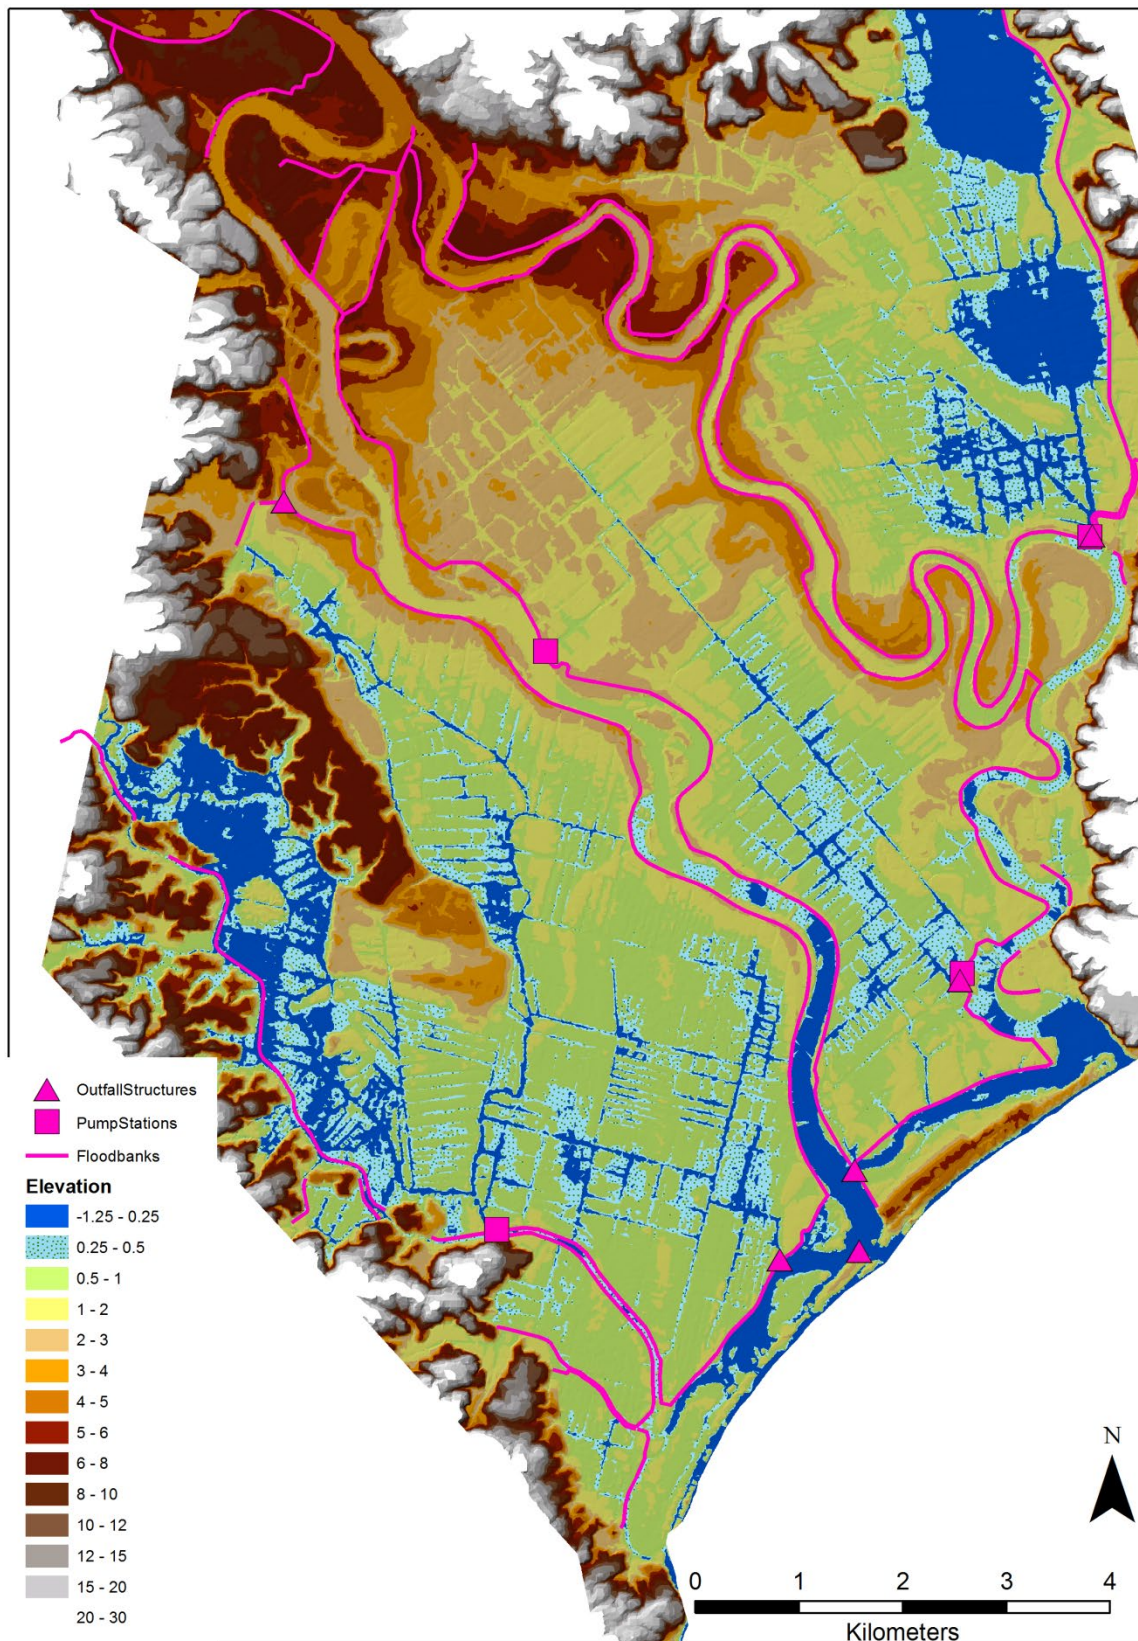 OutfallStructures
PumpStations
Floodbanks
Elevation
-1.25 - 0.25
0.25 - 0.5
0.5 - 1
1 - 2
2 - 3
3 - 4
4 - 5
5 - 6
6 - 8
8 - 10
10 - 12
12 - 15
15 - 20
20 - 30
N
0 1 2 3 4
Kilometers